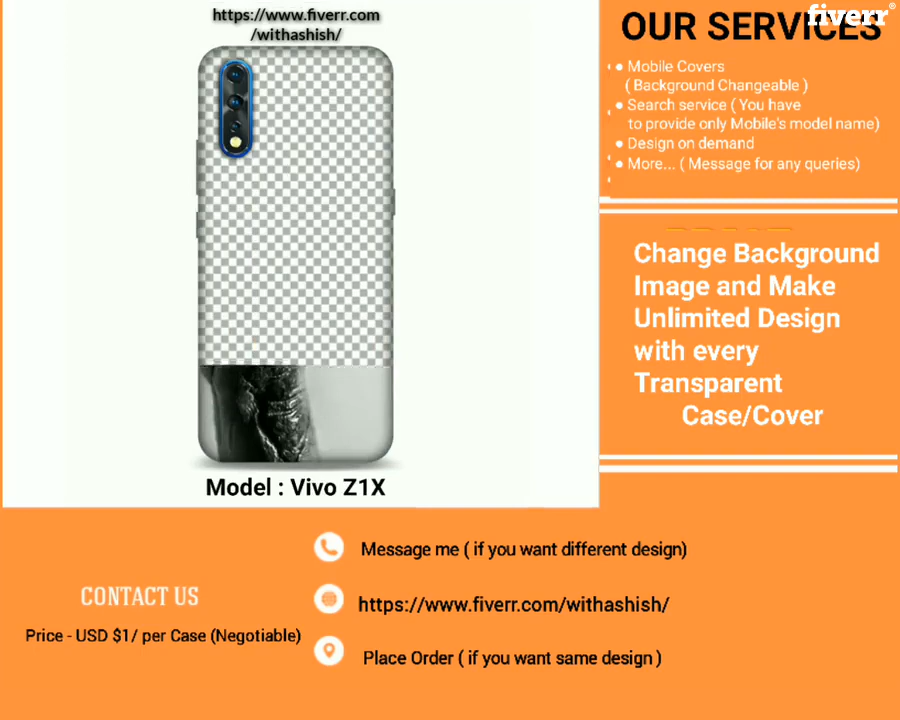 https://www.fiverr.com
/withashish/
fiverr®
OUR SERVICES
● Mobile Covers
( Background Changeable )
● Search service ( You have
to provide only Mobile's model name)
● Design on demand
● More... ( Message for any queries)
Change Background
Image and Make
Unlimited Design
with every
Transparent
Case/Cover
Model : Vivo Z1X
Message me ( if you want different design)
CONTACT US
https://www.fiverr.com/withashish/
Price - USD $1/ per Case (Negotiable)
Place Order ( if you want same design )